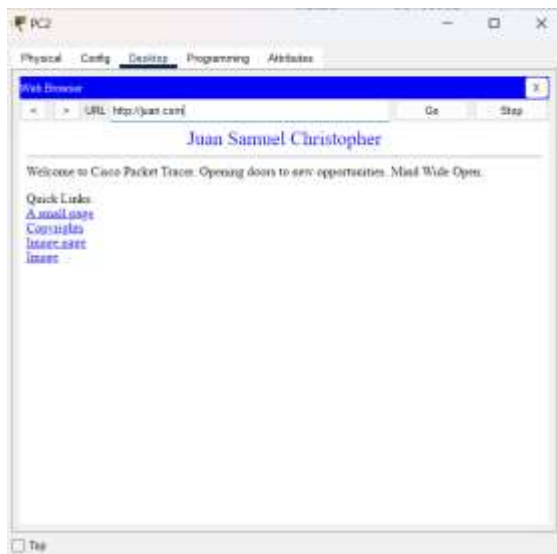 PC2
Physical Config Desktop Programming Attributes
Web Browser X
< > URL http://juan.com Go Stop
Juan Samuel Christopher
Welcome to Cisco Packet Tracer. Opening doors to new opportunities. Mind Wide Open.
Quick Links:
A small page
Copyrights
Image page
Image
Top